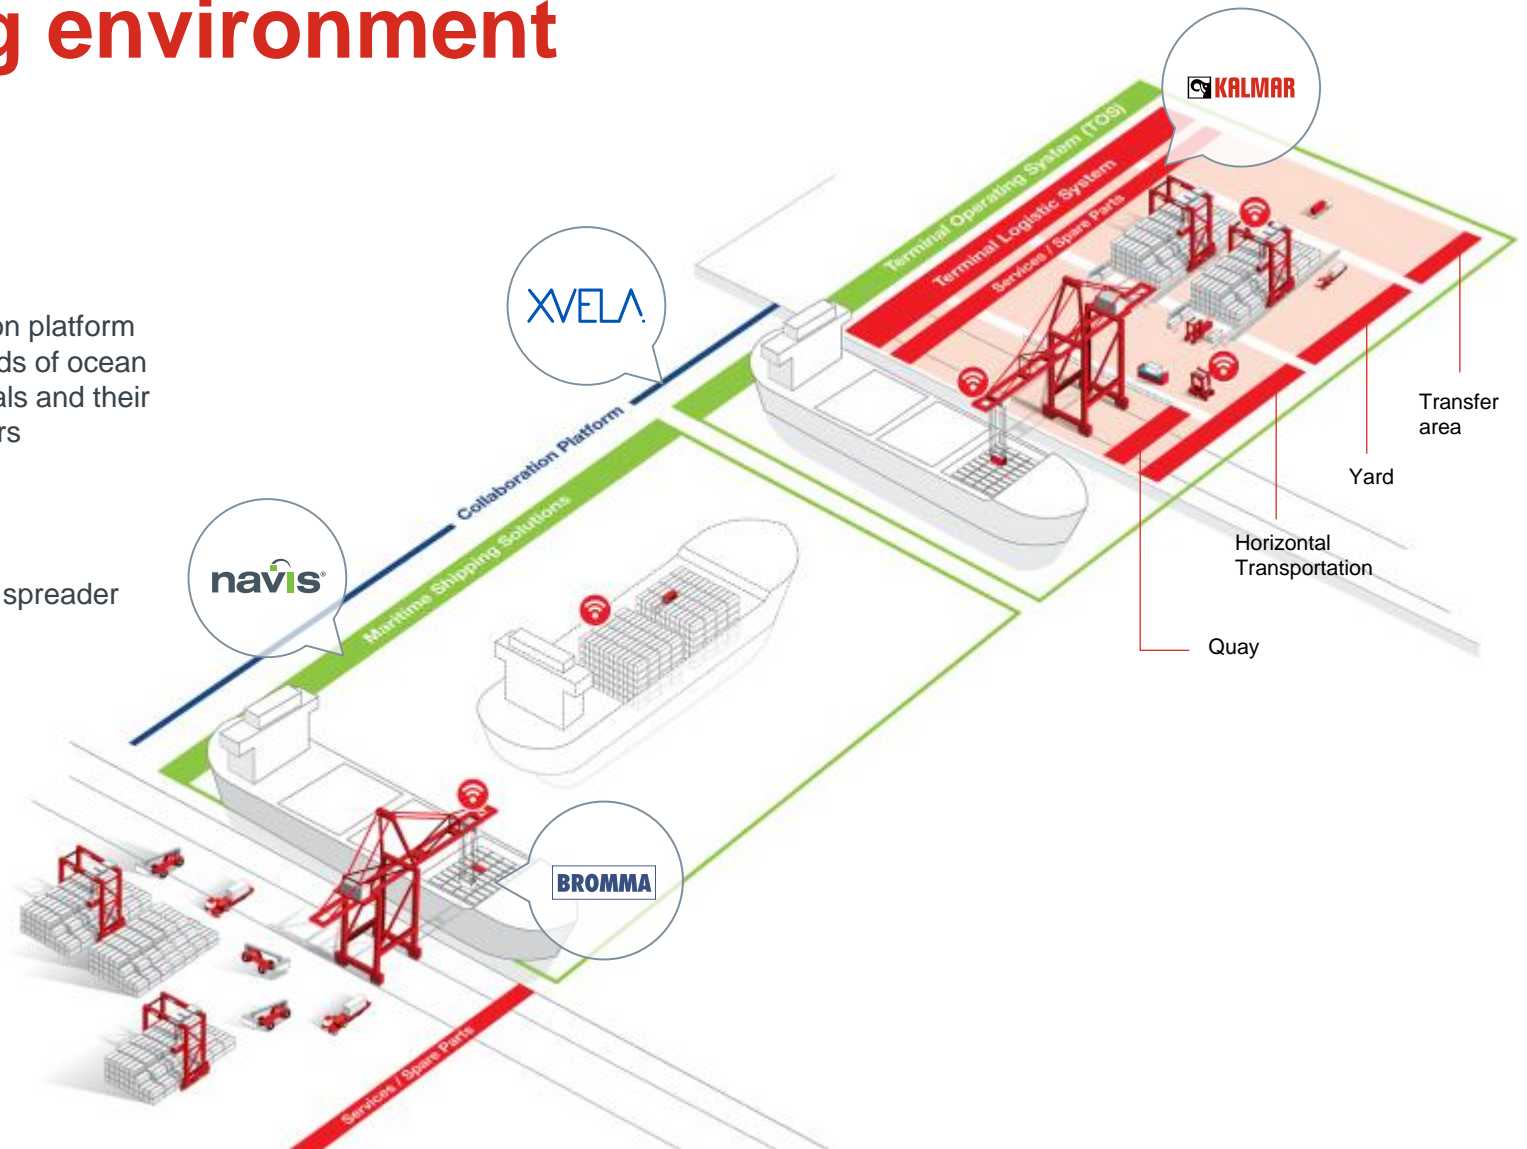 g environment
KALMAR
Terminal Operating System (TOS)
Terminal Logistic System
Services / Spare Parts
XVELA
on platform
ds of ocean
als and their
rs
Collaboration Platform
Transfer
area
Yard
Maritime Shipping Solutions
Horizontal
Transportation
navis
spreader
Quay
BROMMA
Services / Spare Parts